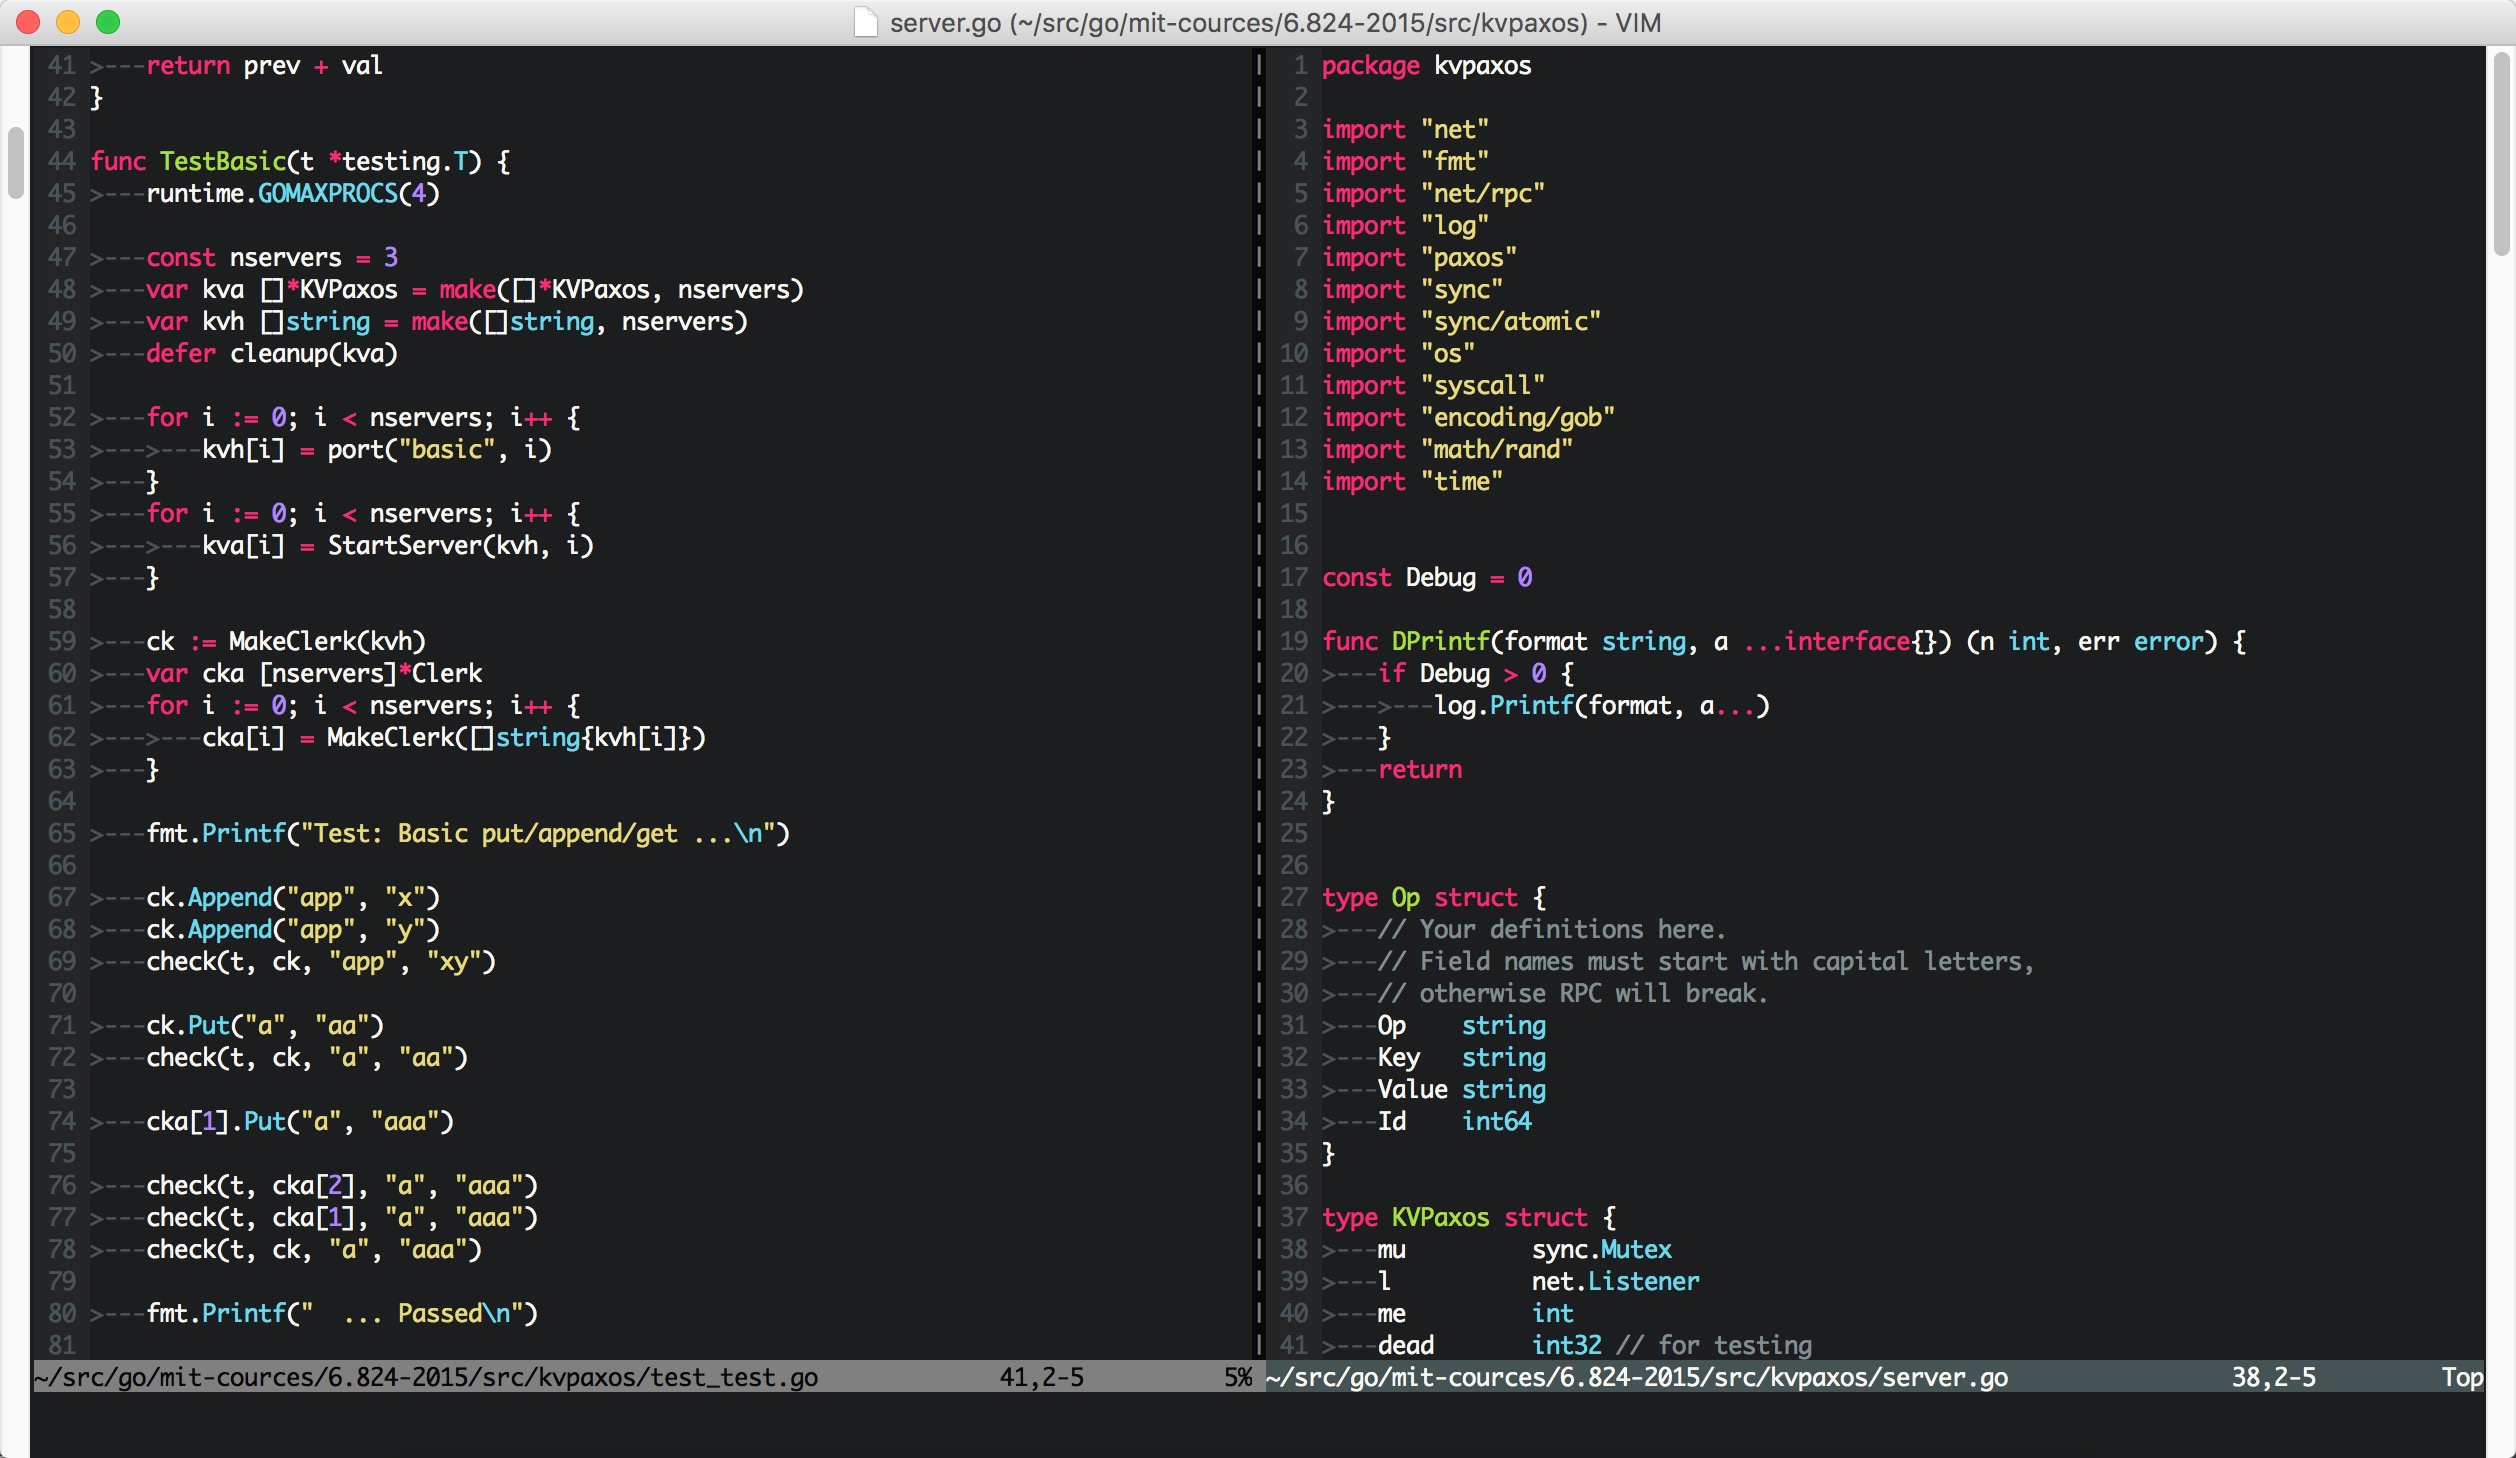 server.go (~/src/go/mit-cources/6.824-2015/src/kvpaxos) - VIM
41 >---return prev + val
42 }
43
44 func TestBasic(t *testing.T) {
45 >---runtime.GOMAXPROCS(4)
46
47 >---const nservers = 3
48 >---var kva []*KVPaxos = make([]*KVPaxos, nservers)
49 >---var kvh []string = make([]string, nservers)
50 >---defer cleanup(kva)
51
52 >---for i := 0; i < nservers; i++ {
53 >--->---kvh[i] = port("basic", i)
54 >---}
55 >---for i := 0; i < nservers; i++ {
56 >--->---kva[i] = StartServer(kvh, i)
57 >---}
58
59 >---ck := MakeClerk(kvh)
60 >---var cka [nservers]*Clerk
61 >---for i := 0; i < nservers; i++ {
62 >--->---cka[i] = MakeClerk([]string{kvh[i]})
63 >---}
64
65 >---fmt.Printf("Test: Basic put/append/get ...\n")
66
67 >---ck.Append("app", "x")
68 >---ck.Append("app", "y")
69 >---check(t, ck, "app", "xy")
70
71 >---ck.Put("a", "aa")
72 >---check(t, ck, "a", "aa")
73
74 >---cka[1].Put("a", "aaa")
75
76 >---check(t, cka[2], "a", "aaa")
77 >---check(t, cka[1], "a", "aaa")
78 >---check(t, ck, "a", "aaa")
79
80 >---fmt.Printf("  ... Passed\n")
81
~/src/go/mit-cources/6.824-2015/src/kvpaxos/test_test.go 41,2-5 5%
1 package kvpaxos
2
3 import "net"
4 import "fmt"
5 import "net/rpc"
6 import "log"
7 import "paxos"
8 import "sync"
9 import "sync/atomic"
10 import "os"
11 import "syscall"
12 import "encoding/gob"
13 import "math/rand"
14 import "time"
15
16
17 const Debug = 0
18
19 func DPrintf(format string, a ...interface{}) (n int, err error) {
20 >---if Debug > 0 {
21 >--->---log.Printf(format, a...)
22 >---}
23 >---return
24 }
25
26
27 type Op struct {
28 >---// Your definitions here.
29 >---// Field names must start with capital letters,
30 >---// otherwise RPC will break.
31 >---Op    string
32 >---Key   string
33 >---Value string
34 >---Id    int64
35 }
36
37 type KVPaxos struct {
38 >---mu         sync.Mutex
39 >---l          net.Listener
40 >---me         int
41 >---dead       int32 // for testing
~/src/go/mit-cources/6.824-2015/src/kvpaxos/server.go 38,2-5 Top